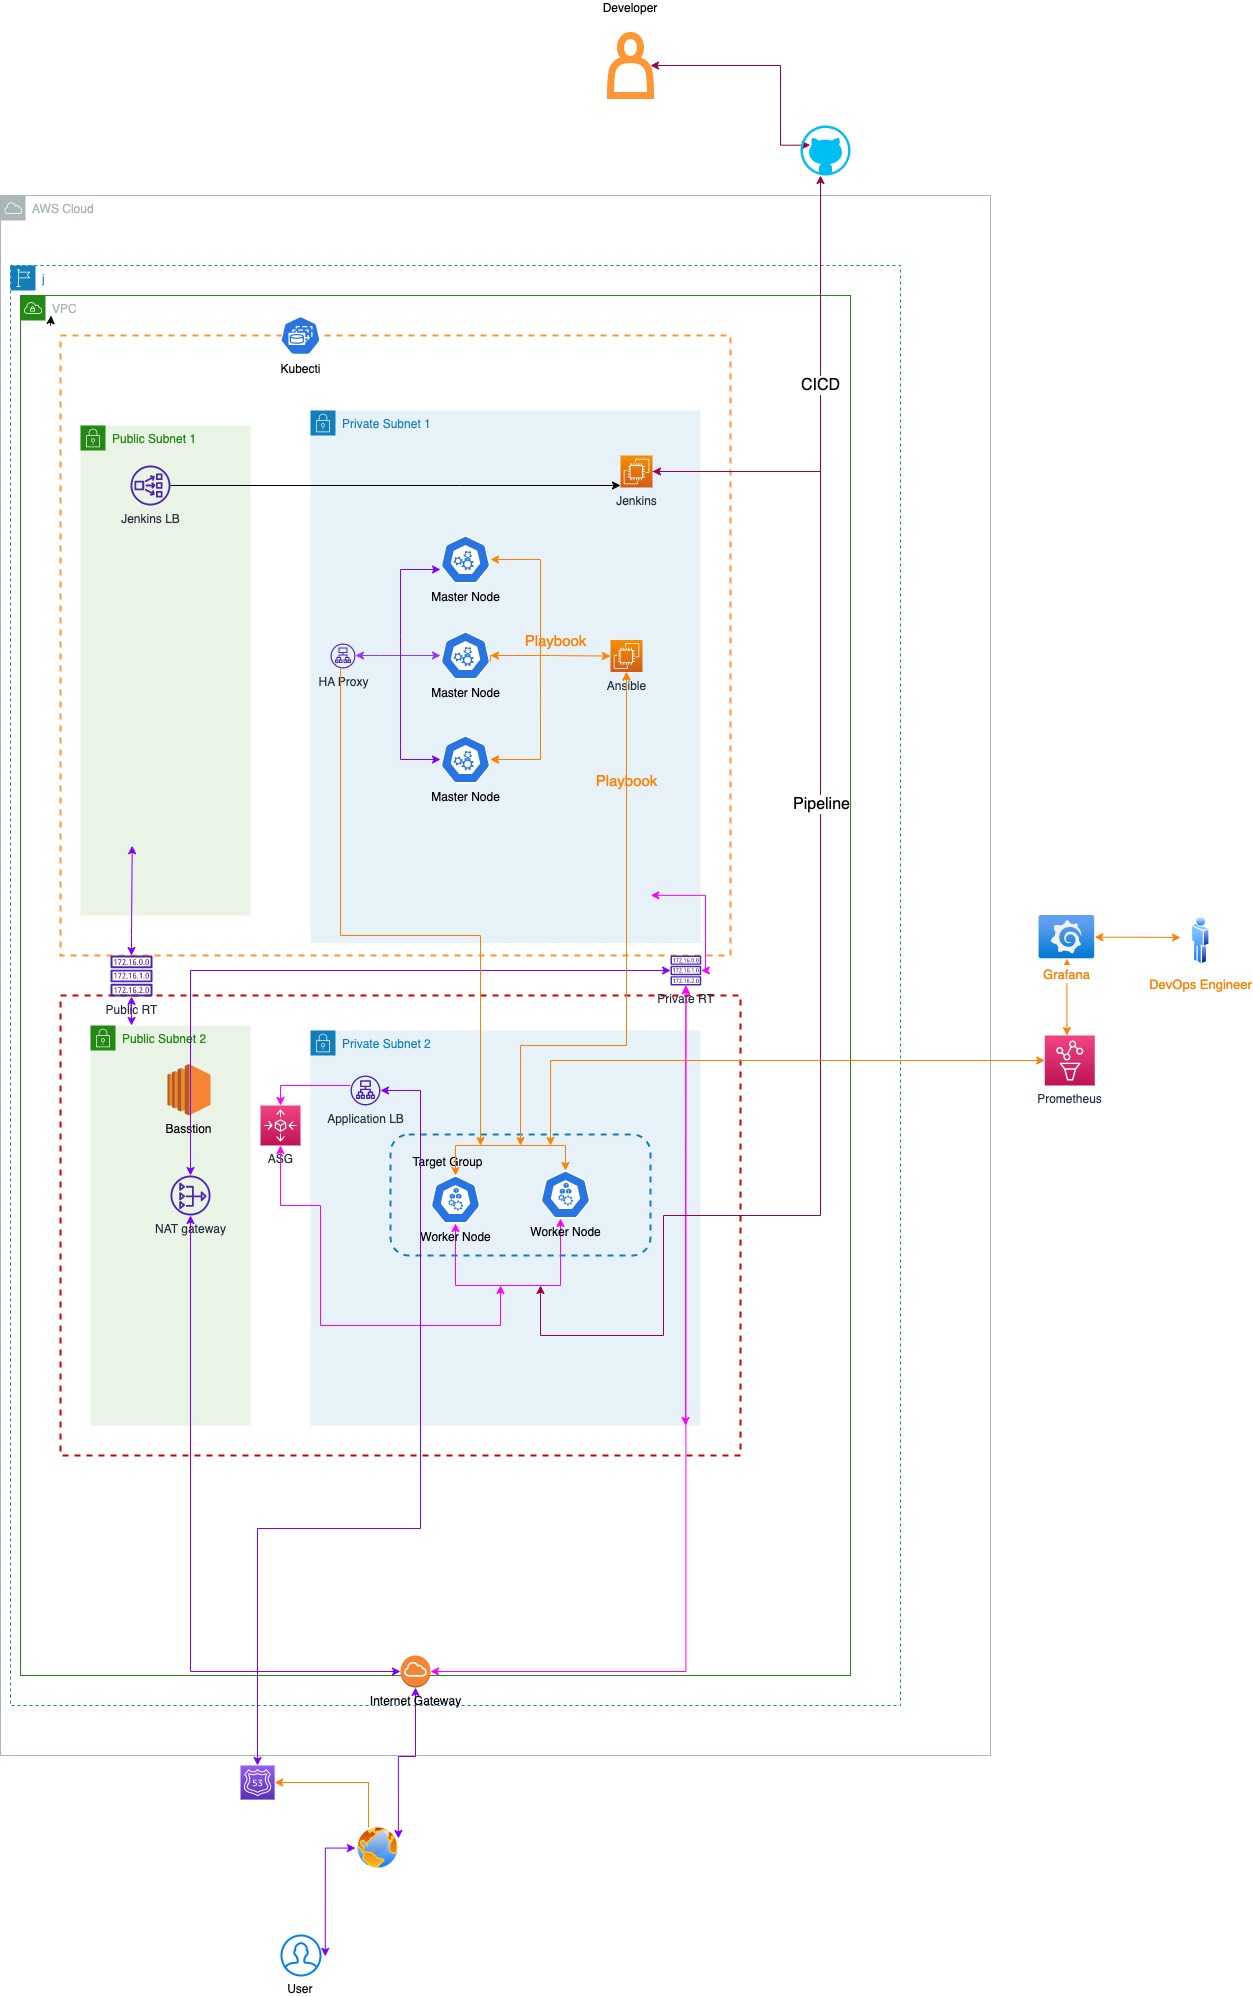 Developer
AWS Cloud
j
VPC
Kubecti
Private Subnet 1
Public Subnet 1
CICD
Jenkins LB
Jenkins
Master Node
Playbook
Master Node
HA Proxy
Ansible
Playbook
Master Node
Pipeline
172.16.0.0
172.16.1.0
172.16.2.0
Public RT
172.16.0.0
172.16.1.0
172.16.2.0
Private RT
Grafana
DevOps Engineer
Public Subnet 2
Private Subnet 2
Prometheus
Basstion
Application LB
ASG
Target Group
NAT gateway
Worker Node
Worker Node
Internet Gateway
53
User